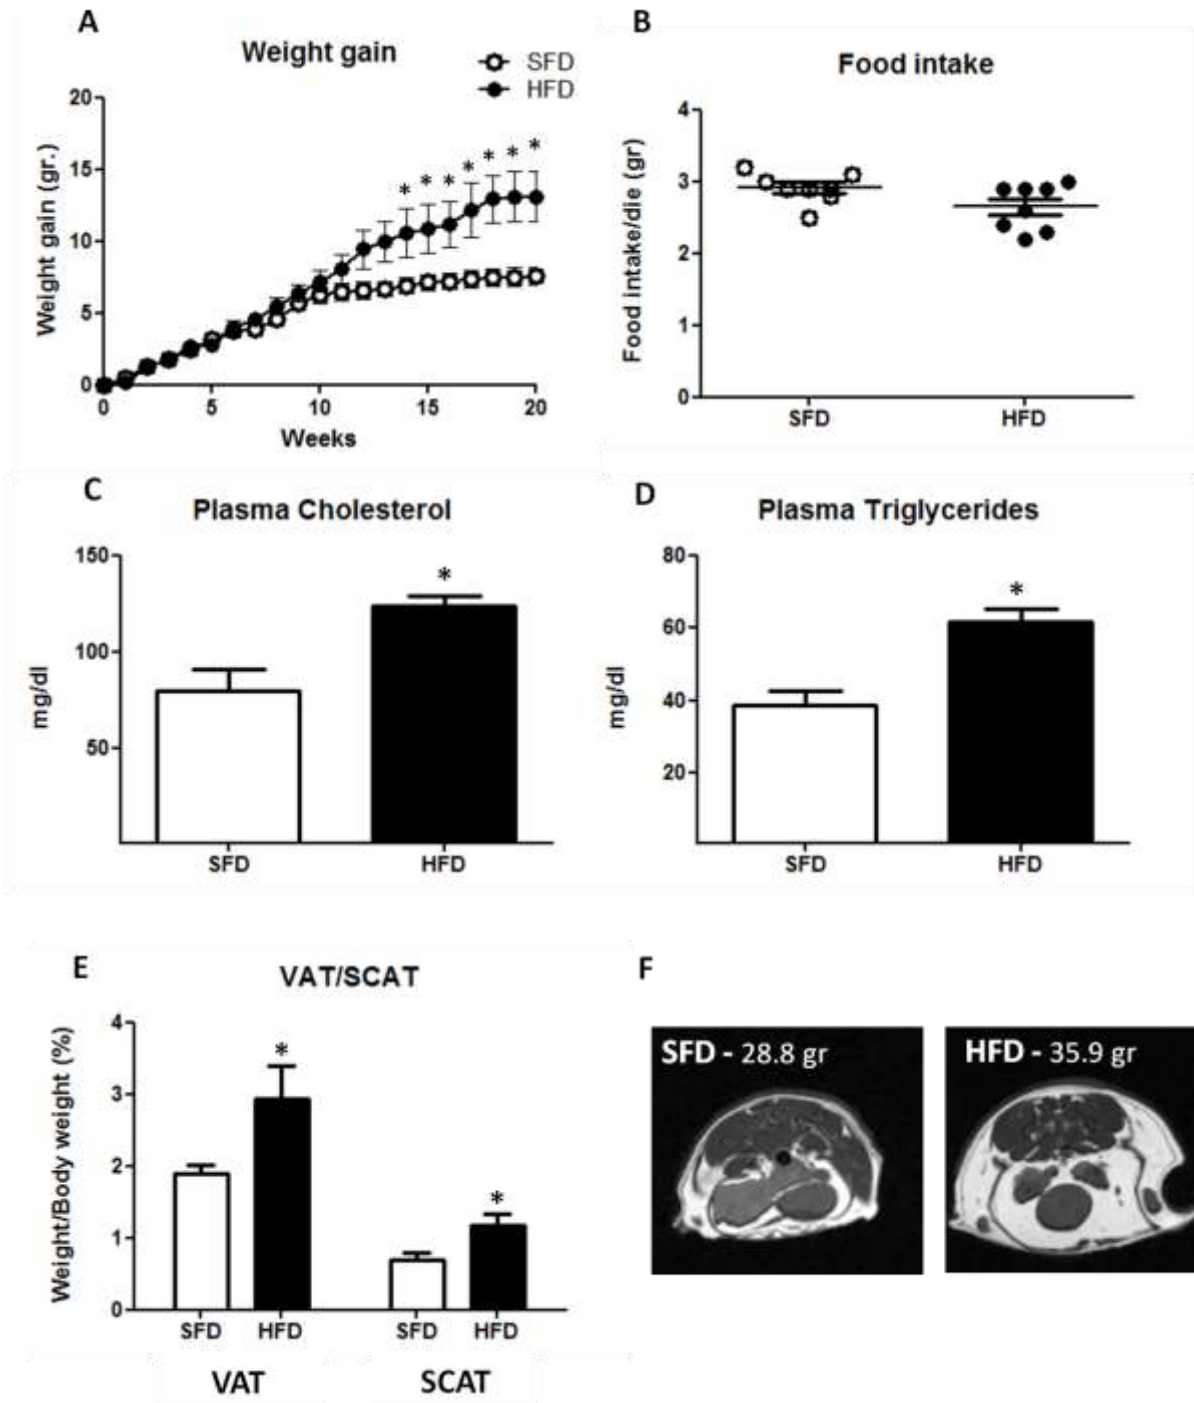 A
Weight gain
SFD
HFD
* * * * * * *
20
15
10
5
0
Weight gain (gr.)
0 5 10 15 20
Weeks
B
Food intake
4
3
2
1
0
Food intake/die (gr)
SFD HFD
C
Plasma Cholesterol
150
100
50
mg/dl
*
SFD HFD
D
Plasma Triglycerides
80
60
40
20
mg/dl
*
SFD HFD
E
VAT/SCAT
4
3
2
1
0
Weight/Body weight (%)
* *
SFD HFD SFD HFD
VAT SCAT
F
SFD - 28.8 gr
HFD - 35.9 gr